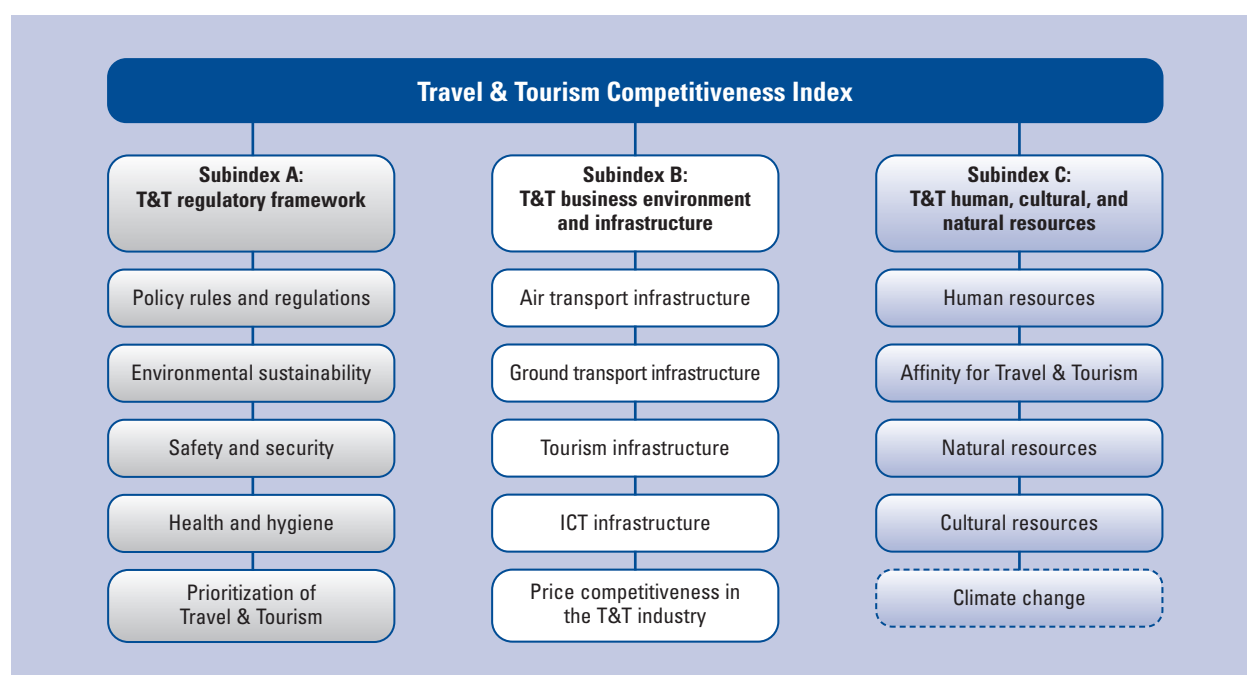 Travel & Tourism Competitiveness Index
Subindex A:
T&T regulatory framework
Policy rules and regulations
Environmental sustainability
Safety and security
Health and hygiene
Prioritization of
Travel & Tourism
Subindex B:
T&T business environment
and infrastructure
Air transport infrastructure
Ground transport infrastructure
Tourism infrastructure
ICT infrastructure
Price competitiveness in
the T&T industry
Subindex C:
T&T human, cultural, and
natural resources
Human resources
Affinity for Travel & Tourism
Natural resources
Cultural resources
Climate change